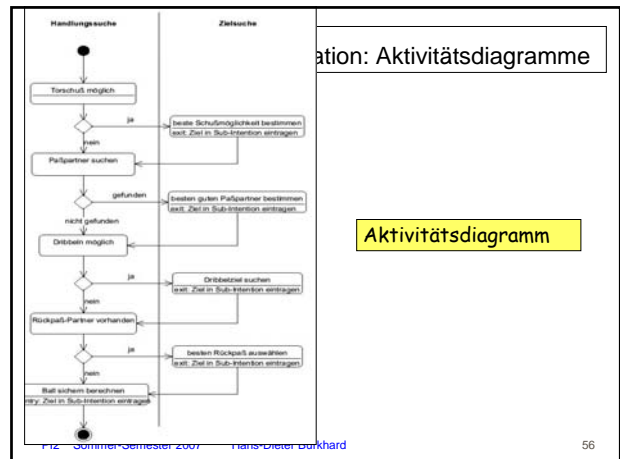 Handlungssuche Zielsuche
ation: Aktivitätsdiagramme
Torschuß möglich
ja
beste Schußmöglichkeit bestimmen
exit: Ziel in Sub-Intention eintragen
nein
Paßpartner suchen
gefunden
besten guten Paßpartner bestimmen
exit: Ziel in Sub-Intention eintragen
nicht gefunden
Aktivitätsdiagramm
Dribbeln möglich
ja
Dribbelziel suchen
exit: Ziel in Sub-Intention eintragen
nein
Rückpaß-Partner vorhanden
ja
besten Rückpaß auswählen
exit: Ziel in Sub-Intention eintragen
nein
Ball sichern berechnen
ntry: Ziel in Sub-Intention eintragen
PI2 Sommer-Semester 2007 Hans-Dieter Burkhard 56